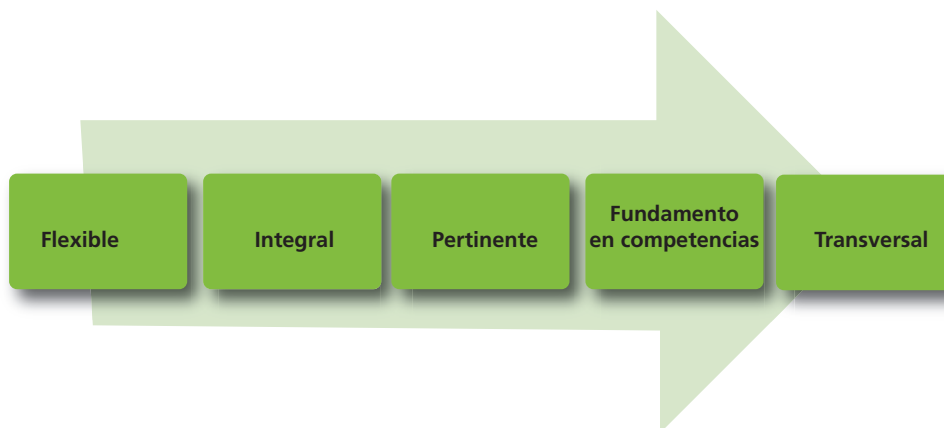 Flexible
Integral
Pertinente
Fundamento
en competencias
Transversal